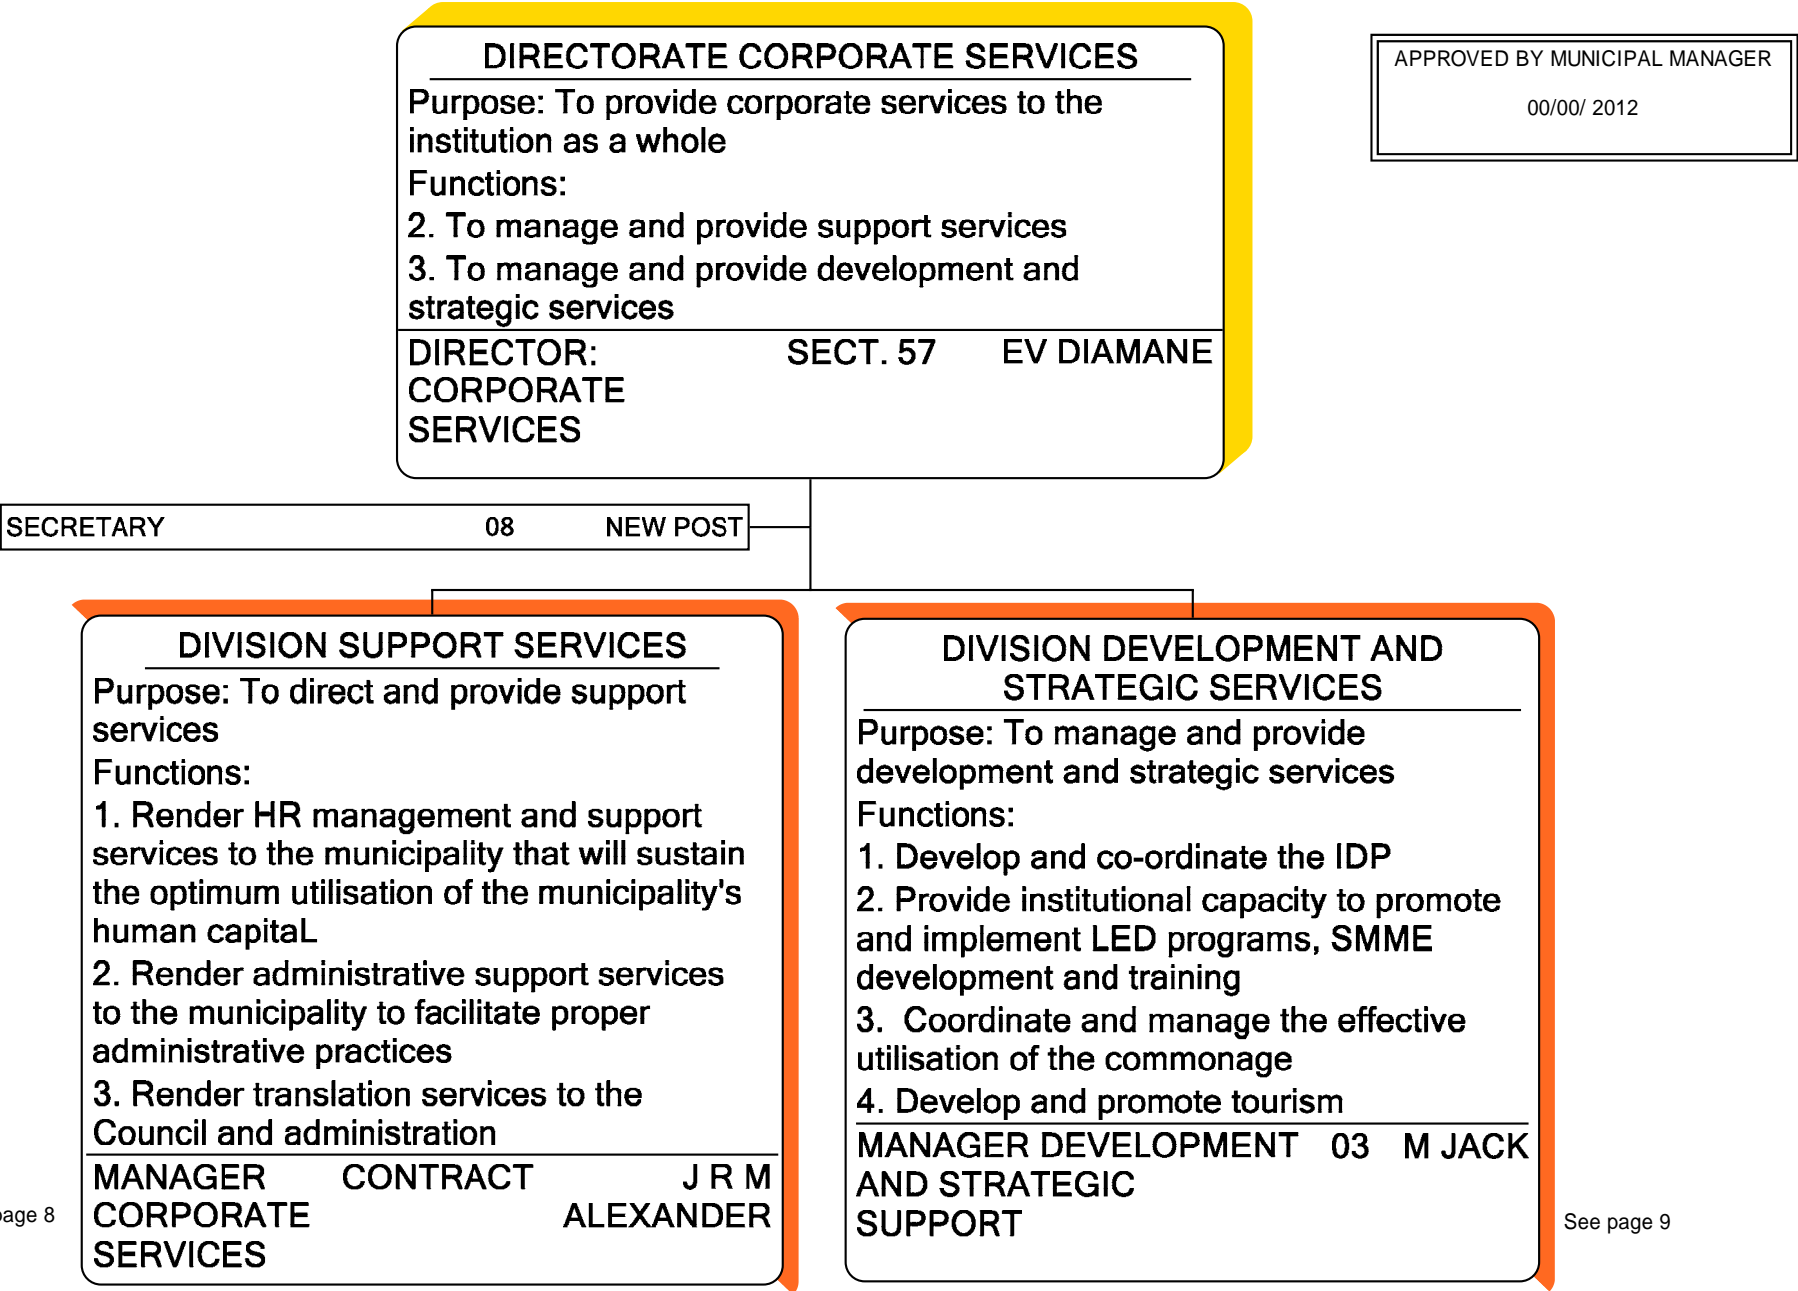 DIRECTORATE CORPORATE SERVICES
Purpose: To provide corporate services to the
institution as a whole
Functions:
2. To manage and provide support services
3. To manage and provide development and
strategic services
DIRECTOR: SECT. 57 EV DIAMANE
CORPORATE
SERVICES
APPROVED BY MUNICIPAL MANAGER
00/00/ 2012
SECRETARY 08 NEW POST
DIVISION SUPPORT SERVICES
Purpose: To direct and provide support
services
Functions:
1. Render HR management and support
services to the municipality that will sustain
the optimum utilisation of the municipality's
human capitaL
2. Render administrative support services
to the municipality to facilitate proper
administrative practices
3. Render translation services to the
Council and administration
MANAGER CONTRACT J R M
CORPORATE ALEXANDER
SERVICES
page 8
DIVISION DEVELOPMENT AND
STRATEGIC SERVICES
Purpose: To manage and provide
development and strategic services
Functions:
1. Develop and co-ordinate the IDP
2. Provide institutional capacity to promote
and implement LED programs, SMME
development and training
3.  Coordinate and manage the effective
utilisation of the commonage
4. Develop and promote tourism
MANAGER DEVELOPMENT 03 M JACK
AND STRATEGIC
SUPPORT
See page 9